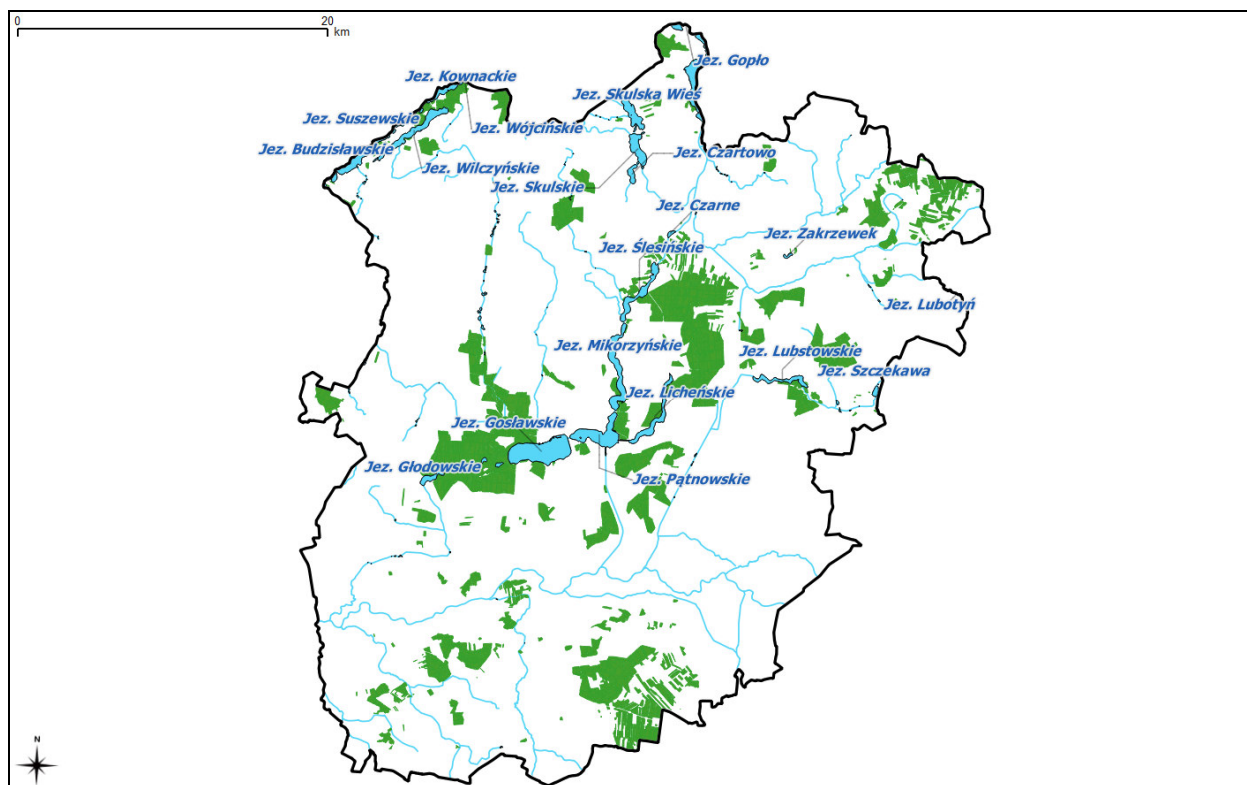 0 20
km
Jez. Gopło
Jez. Kownackie
Jez. Skulska Wieś
Jez. Suszewskie
Jez. Wójcińskie
Jez. Budzisławskie
Jez. Czartowo
Jez. Wilczyńskie
Jez. Skulskie
Jez. Czarne
Jez. Zakrzewek
Jez. Ślesińskie
Jez. Lubotyń
Jez. Mikorzyńskie
Jez. Lubstowskie
Jez. Szczekawa
Jez. Licheńskie
Jez. Gosławskie
Jez. Głodowskie
Jez. Pątnowskie
N